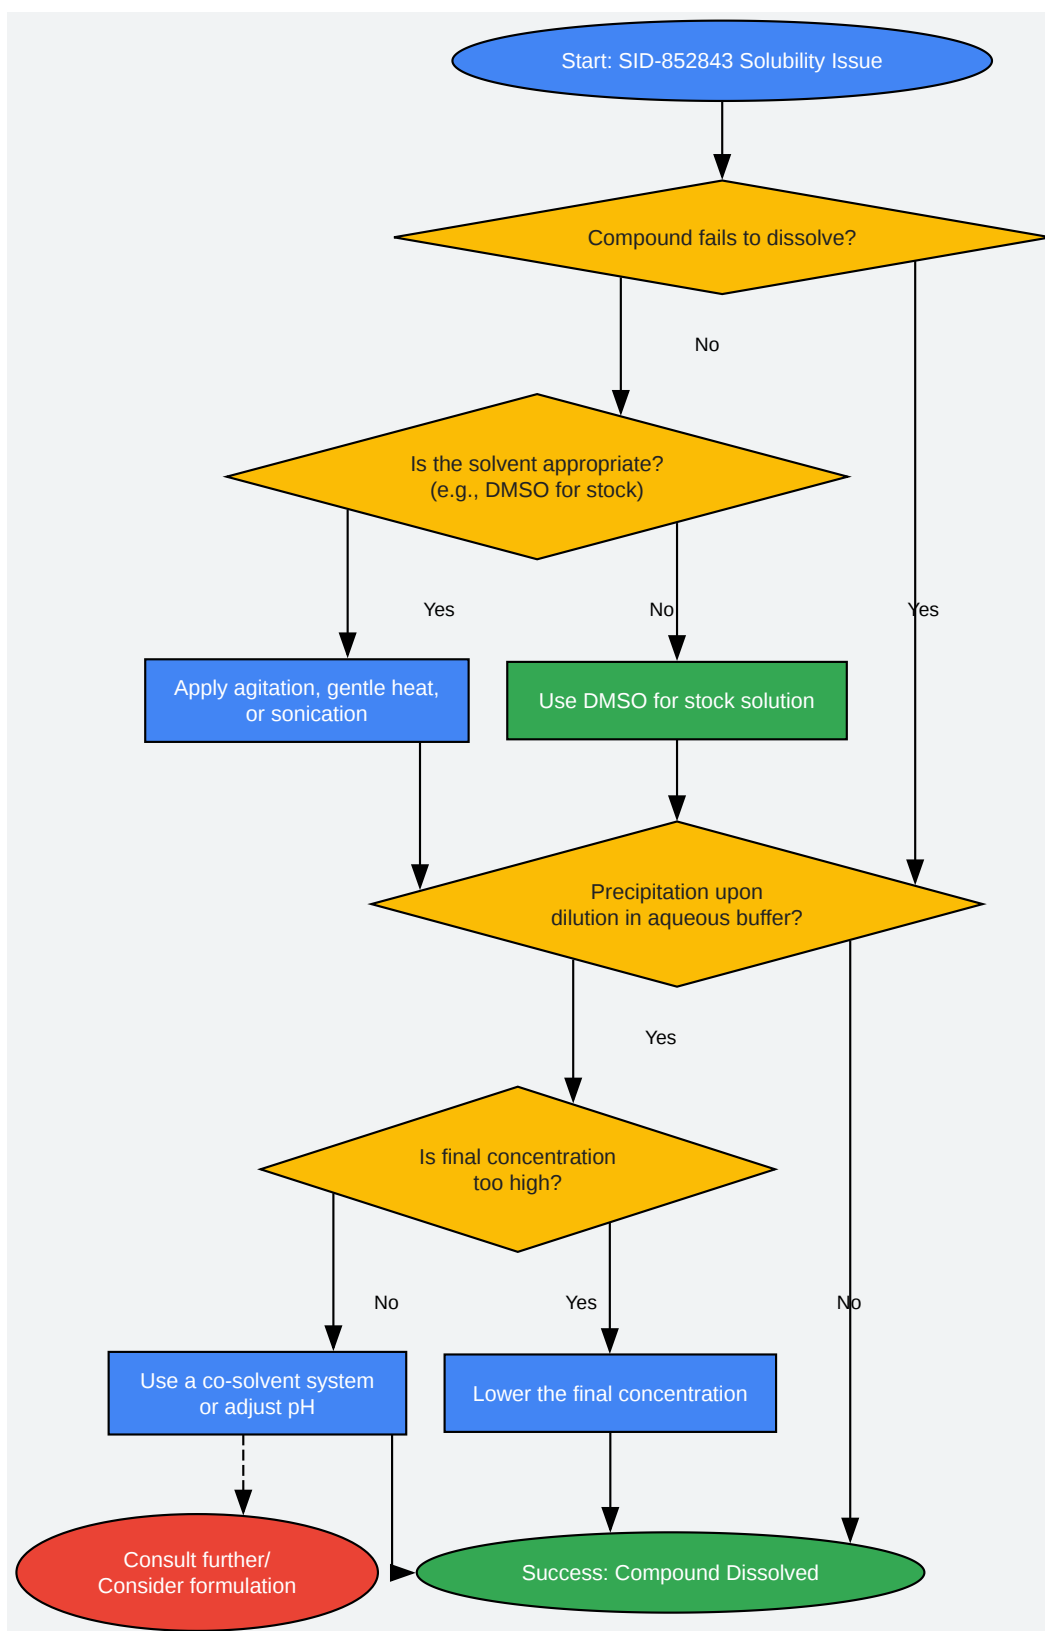 Start: SID-852843 Solubility Issue
Compound fails to dissolve?
No
Is the solvent appropriate?
(e.g., DMSO for stock)
Yes
No
Yes
Apply agitation, gentle heat,
or sonication
Use DMSO for stock solution
Precipitation upon
dilution in aqueous buffer?
Yes
Is final concentration
too high?
No
Yes
No
Use a co-solvent system
or adjust pH
Lower the final concentration
Consult further/
Consider formulation
Success: Compound Dissolved